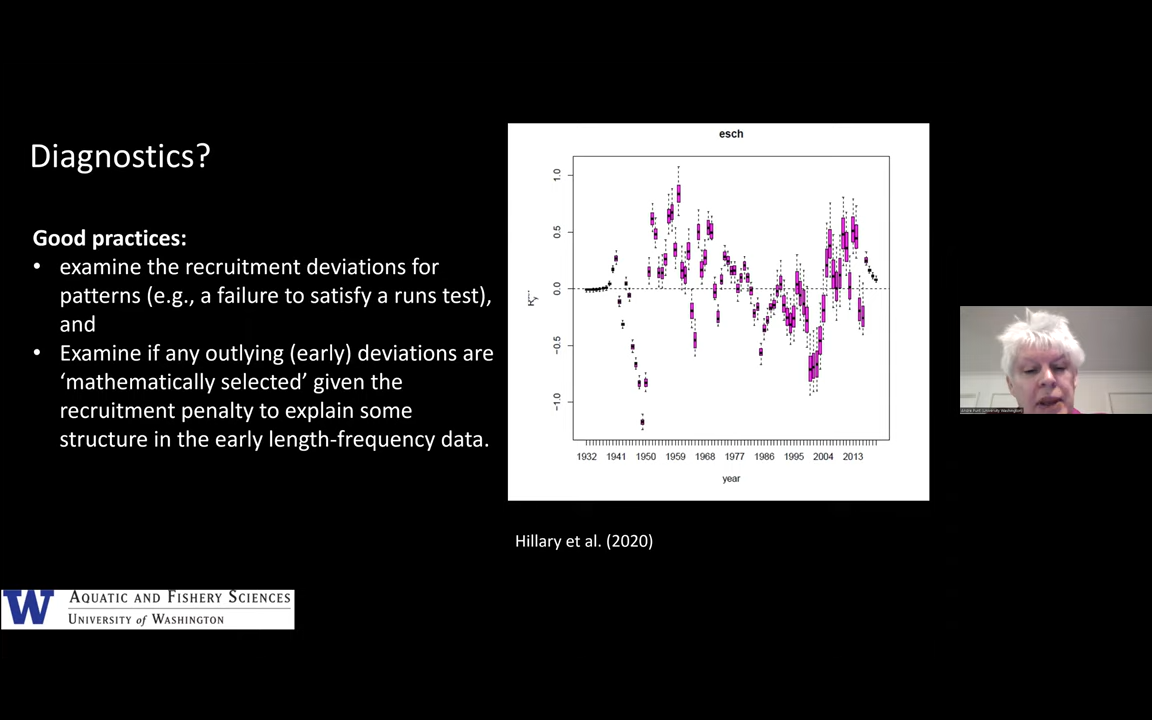 Diagnostics?
Good practices:
• examine the recruitment deviations for
patterns (e.g., a failure to satisfy a runs test),
and
• Examine if any outlying (early) deviations are
‘mathematically selected’ given the
recruitment penalty to explain some
structure in the early length-frequency data.
esch
1.0
0.5
0.0
−0.5
−1.0
1932 1941 1950 1959 1968 1977 1986 1995 2004 2013
year
Hillary et al. (2020)
W AQUATIC AND FISHERY SCIENCES
UNIVERSITY of WASHINGTON